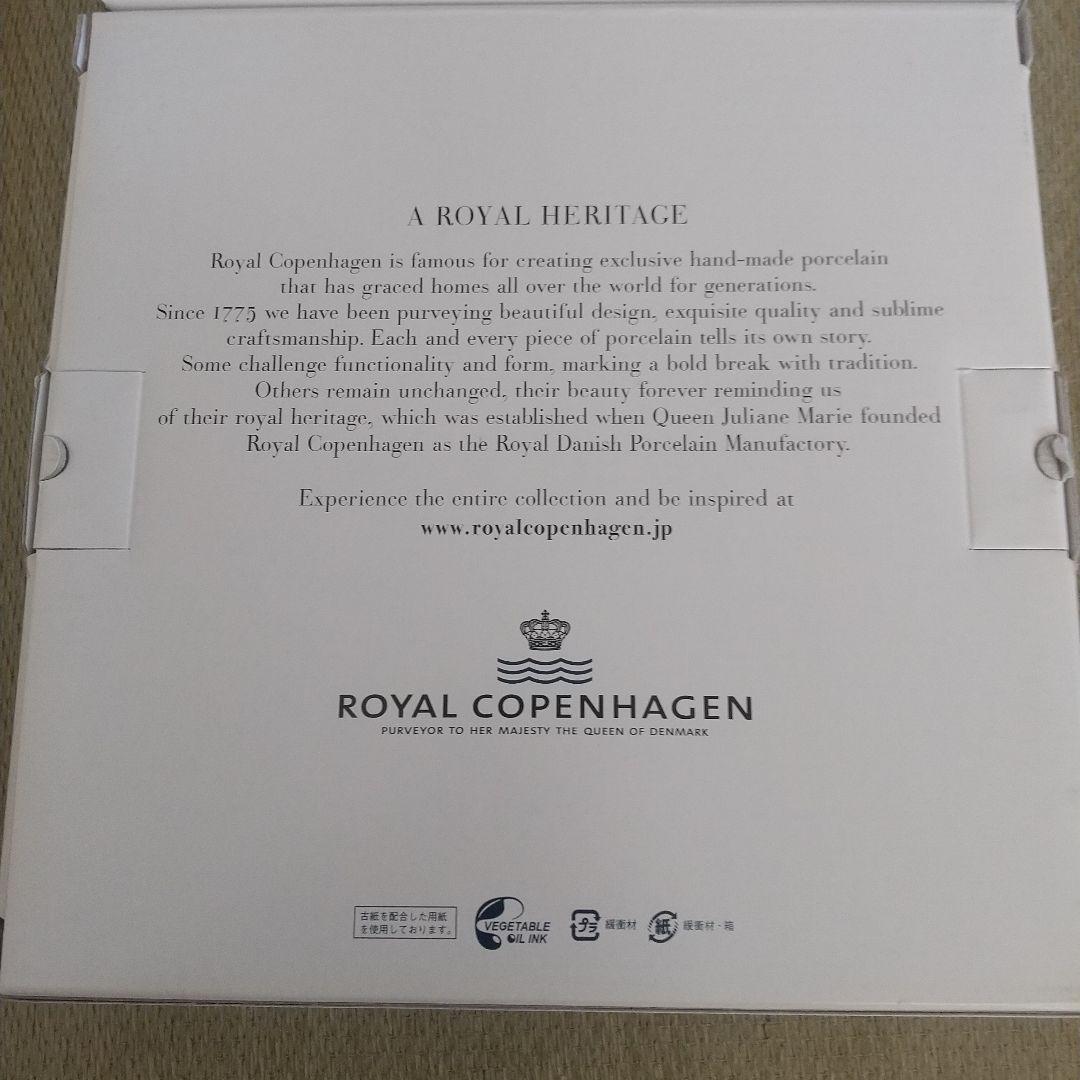 A ROYAL HERITAGE
Royal Copenhagen is famous for creating exclusive hand-made porcelain
that has graced homes all over the world for generations.
Since 1775 we have been purveying beautiful design, exquisite quality and sublime
craftsmanship. Each and every piece of porcelain tells its own story.
Some challenge functionality and form, marking a bold break with tradition.
Others remain unchanged, their beauty forever reminding us
of their royal heritage, which was established when Queen Juliane Marie founded
Royal Copenhagen as the Royal Danish Porcelain Manufactory.
Experience the entire collection and be inspired at
www.royalcopenhagen.jp
ROYAL COPENHAGEN
PURVEYOR TO HER MAJESTY THE QUEEN OF DENMARK
古紙を配合した用紙
を使用しております。
VEGETABLE
OIL INK
プラ 緩衝材
紙 緩衝材・箱